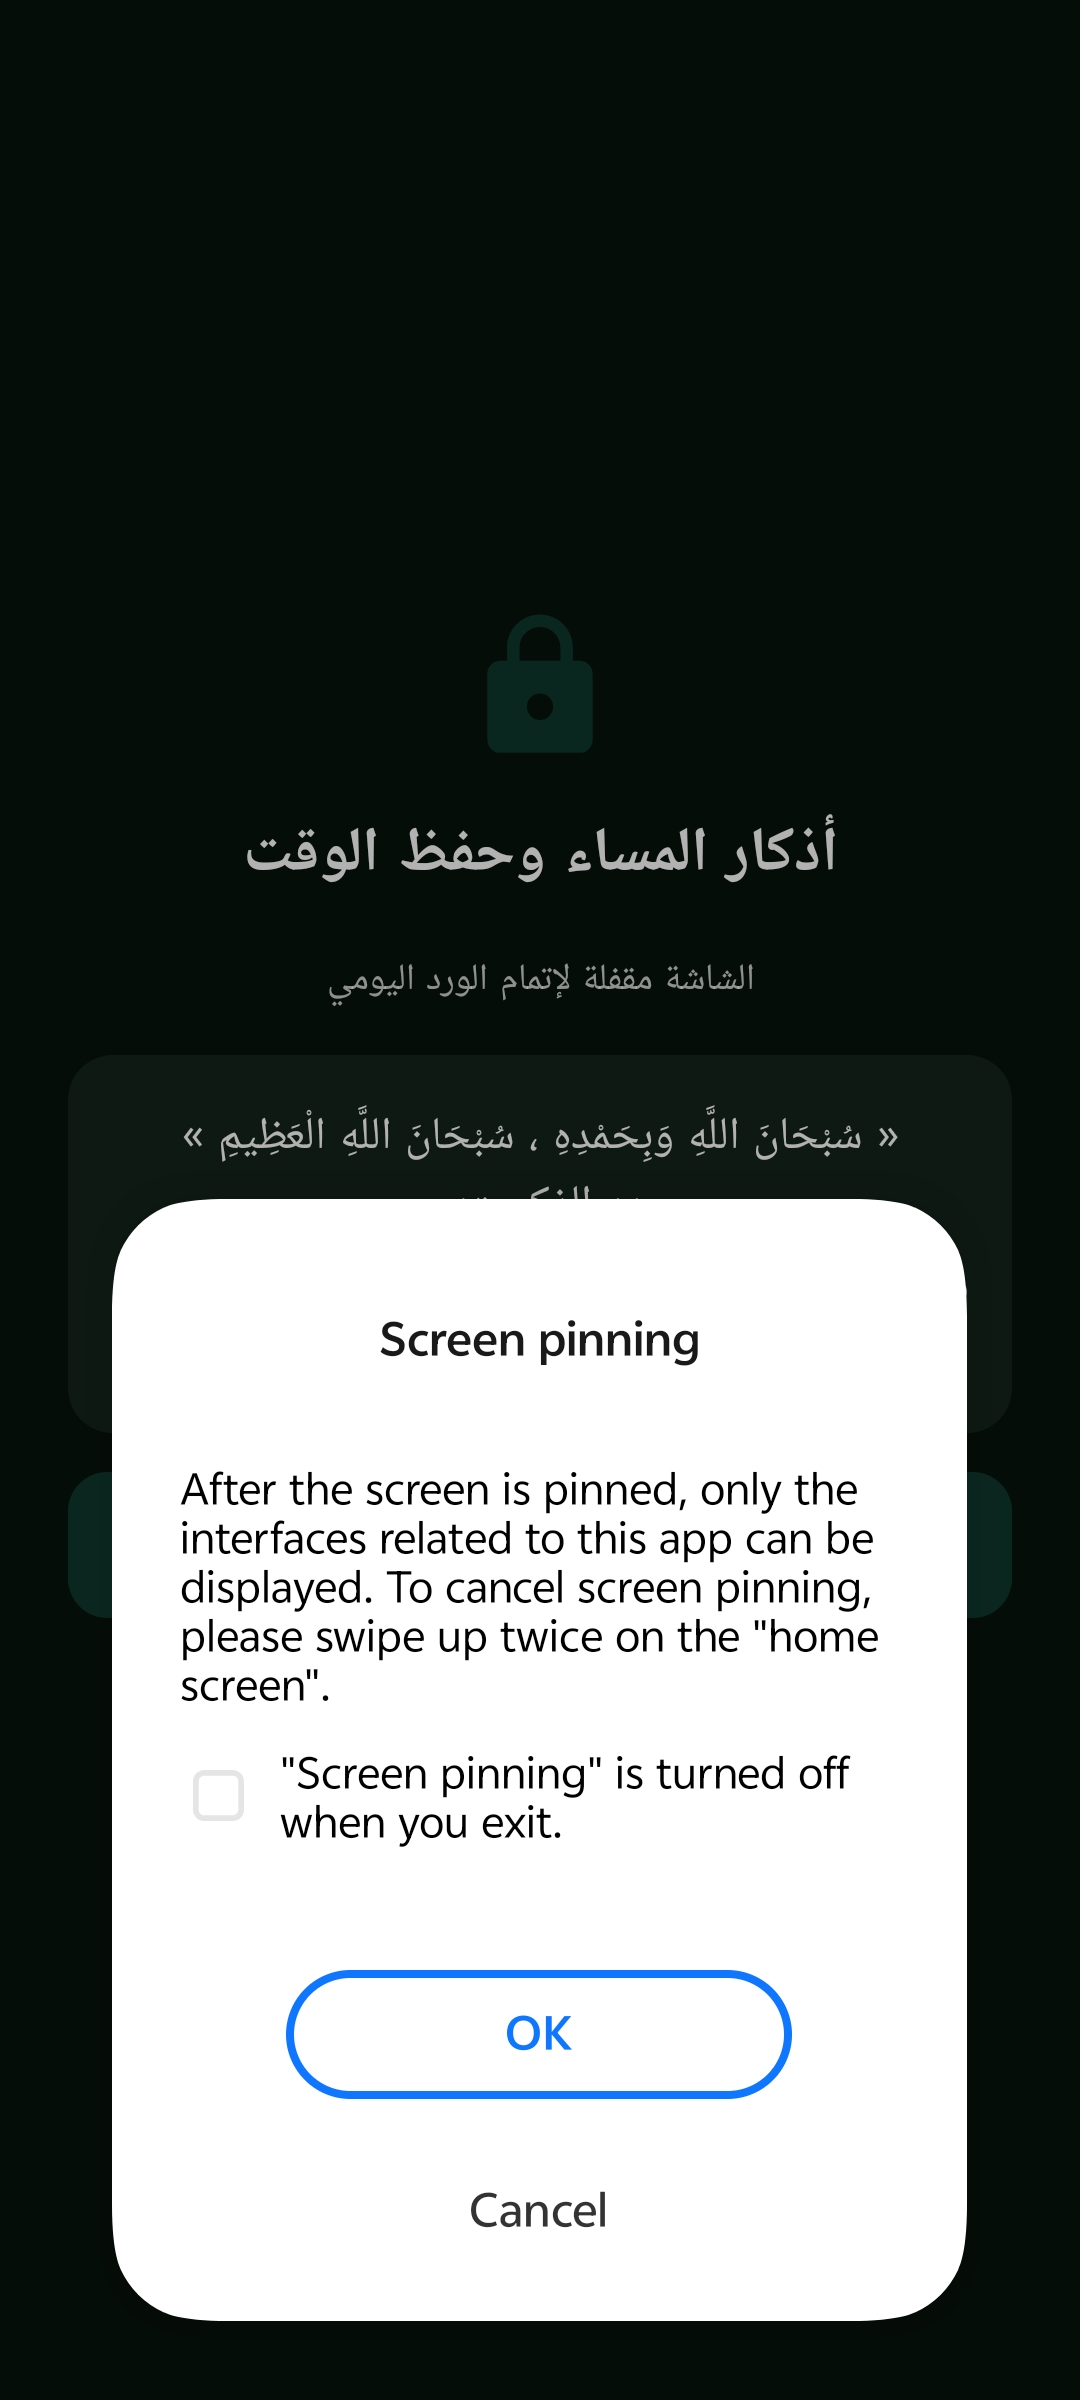 أذكار المساء وحفظ الوقت
الشاشة مقفلة لإتمام الورد اليومي
« سُبْحَانَ اللَّهِ وَبِحَمْدِهِ ، سُبْحَانَ اللَّهِ الْعَظِيمِ »
Screen pinning
After the screen is pinned, only the
interfaces related to this app can be
displayed. To cancel screen pinning,
please swipe up twice on the "home
screen".
"Screen pinning" is turned off
when you exit.
OK
Cancel